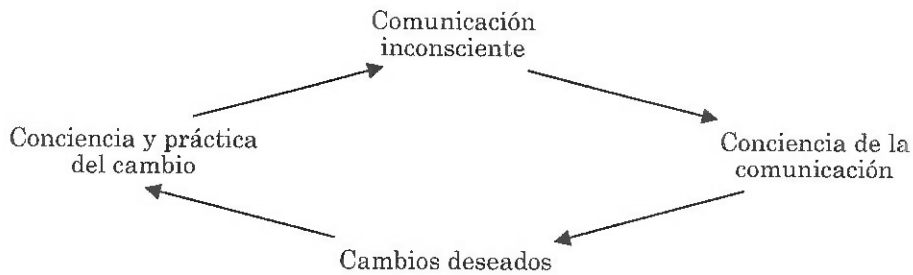 Comunicación
inconsciente
Conciencia y práctica
del cambio
Conciencia de la
comunicación
Cambios deseados